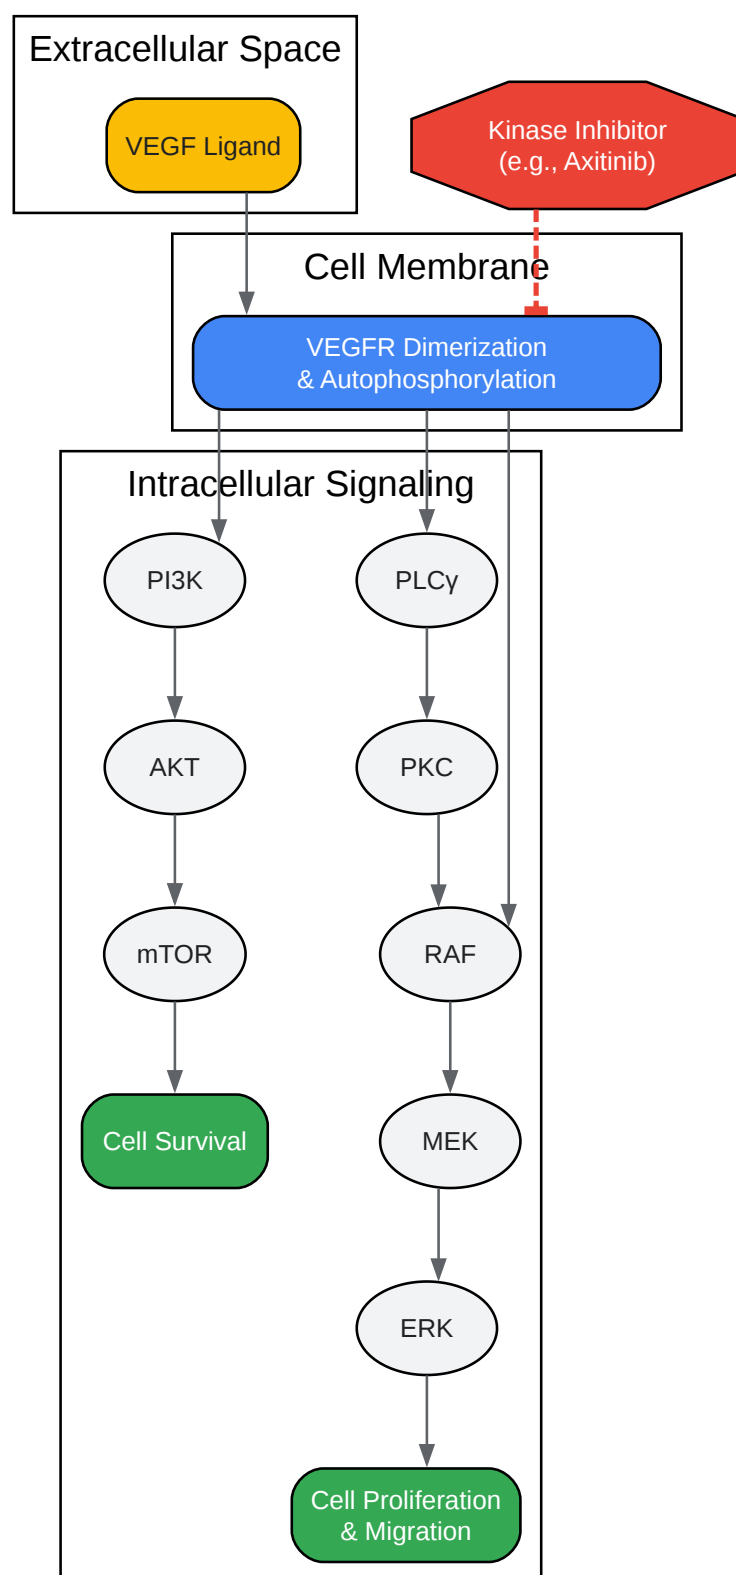 Extracellular Space
VEGF Ligand
Kinase Inhibitor
(e.g., Axitinib)
Cell Membrane
VEGFR Dimerization
& Autophosphorylation
Intracellular Signaling
PI3K
PLCγ
AKT
PKC
mTOR
RAF
Cell Survival
MEK
ERK
Cell Proliferation
& Migration